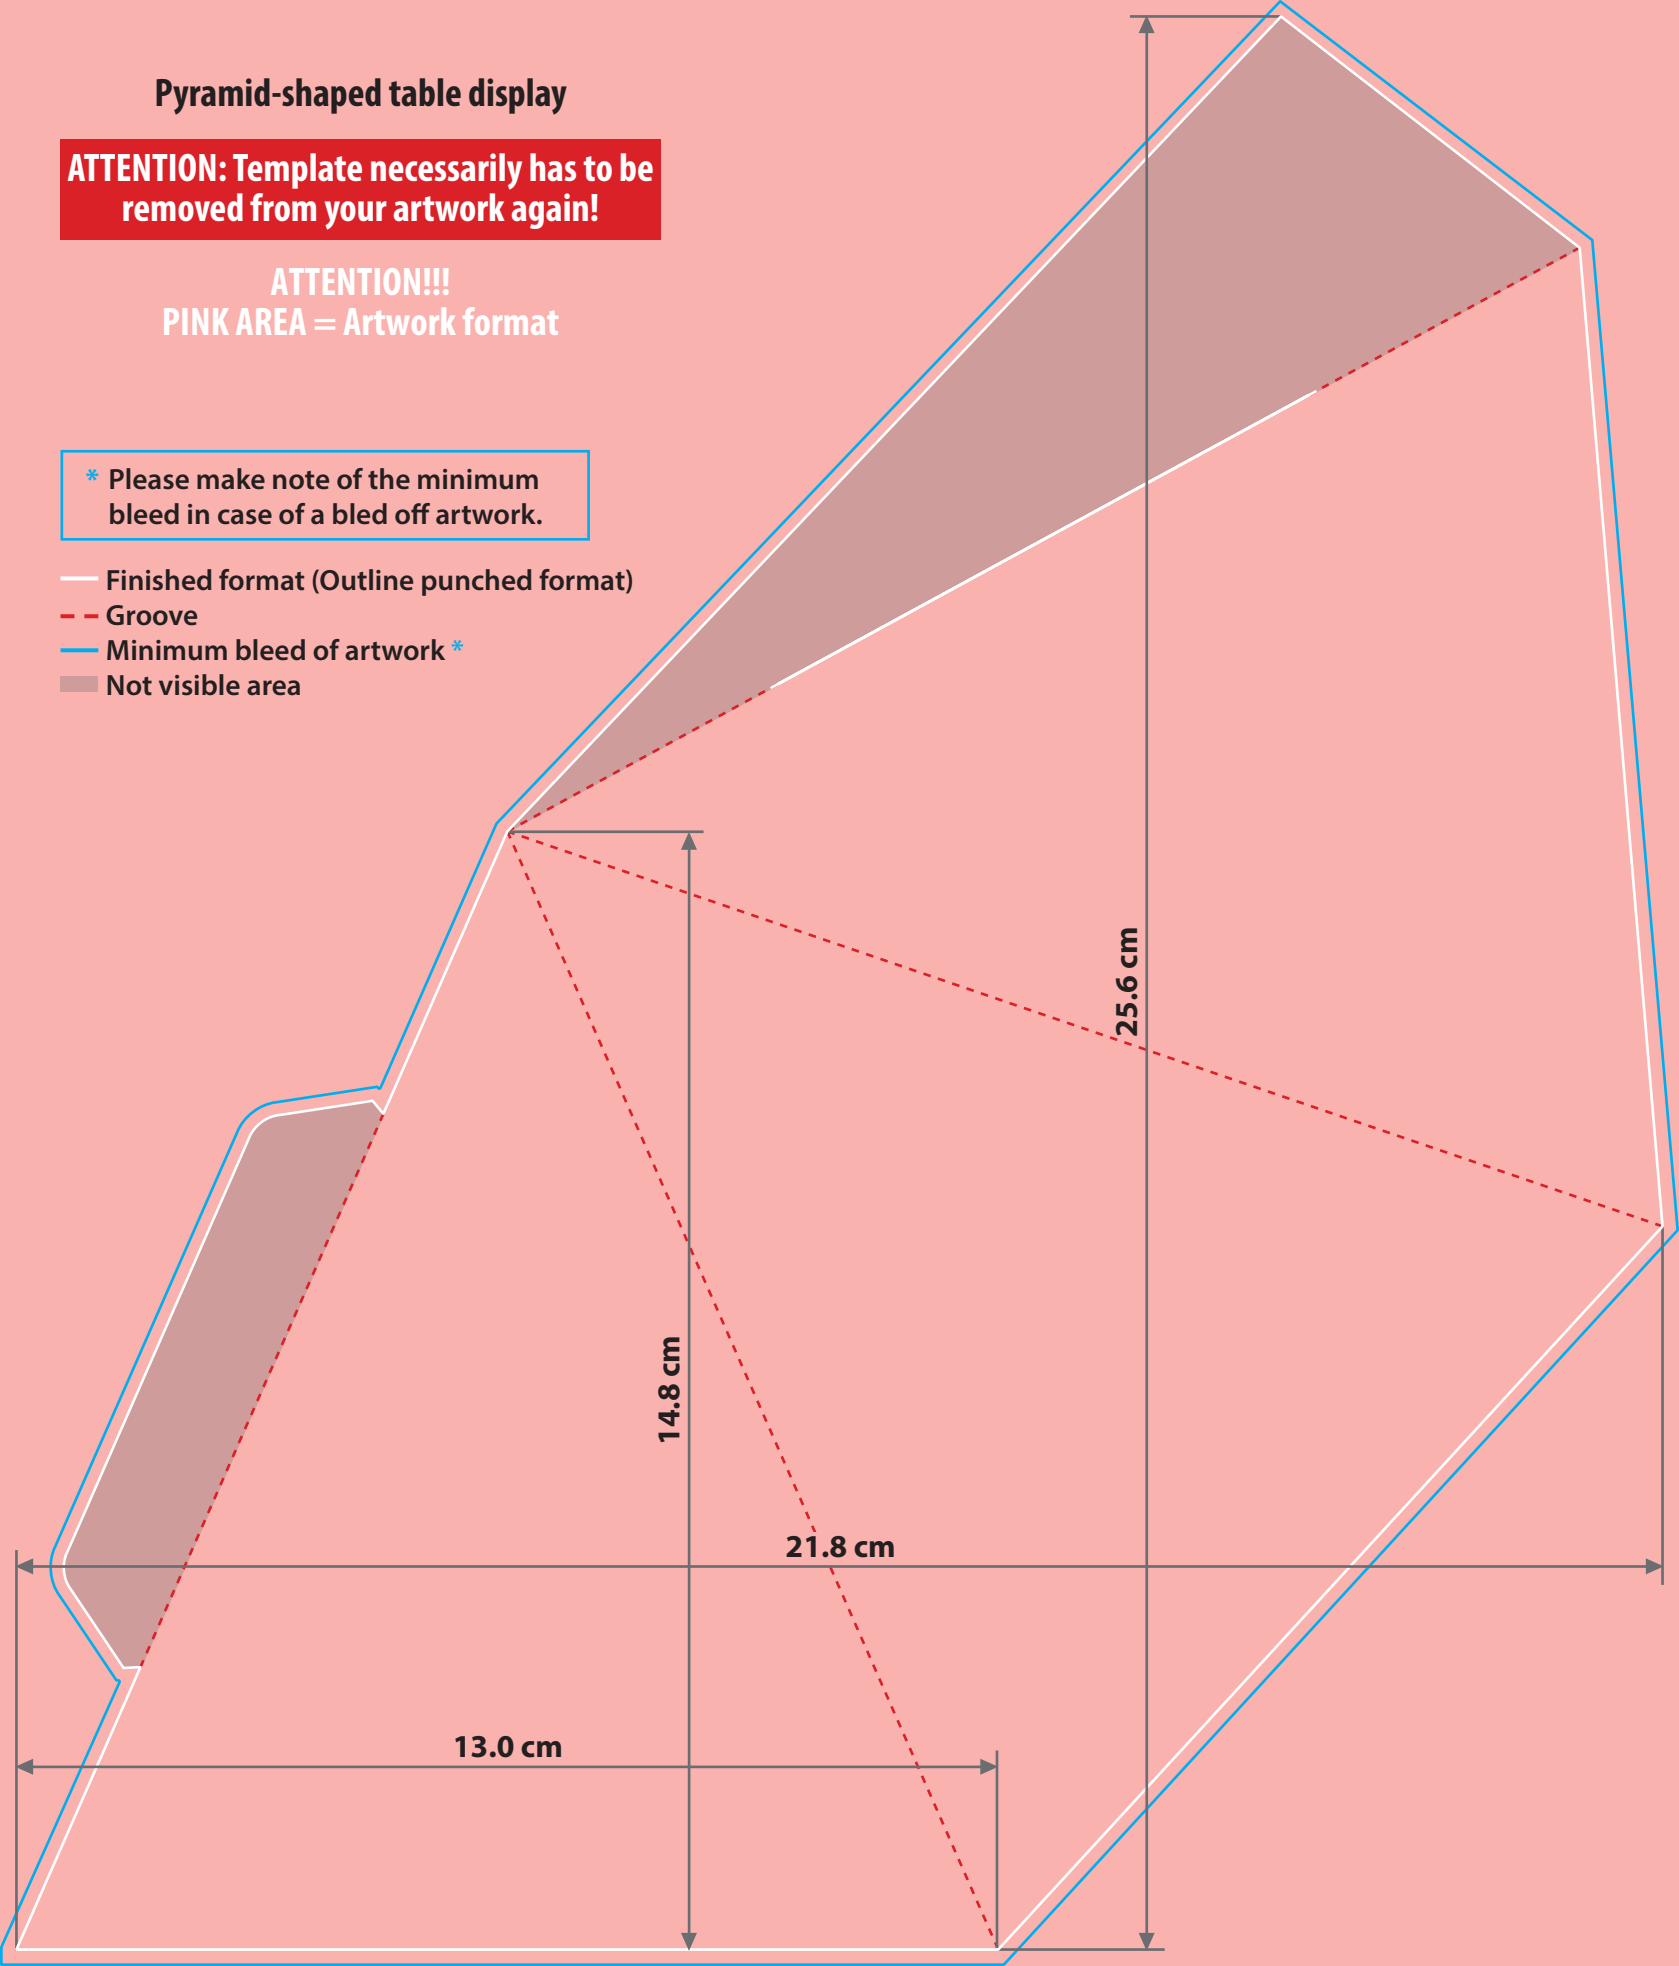 Pyramid-shaped table display
ATTENTION: Template necessarily has to be
removed from your artwork again!
ATTENTION!!!
PINK AREA = Artwork format
* Please make note of the minimum
bleed in case of a bled off artwork.
Finished format (Outline punched format)
Groove
Minimum bleed of artwork *
Not visible area
25.6 cm
14.8 cm
21.8 cm
13.0 cm